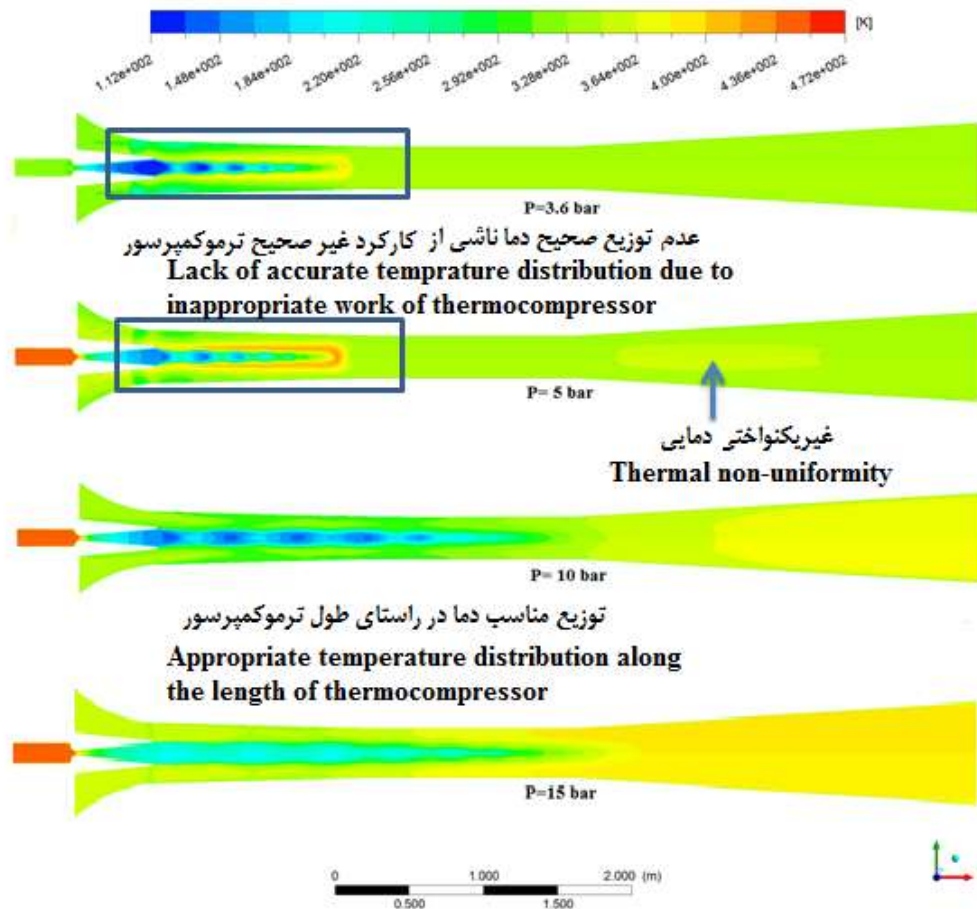 [K]
1.12e+002
1.48e+002
1.84e+002
2.20e+002
2.56e+002
2.92e+002
3.28e+002
3.64e+002
4.00e+002
4.36e+002
4.72e+002
P=3.6 bar
عدم توزیع صحیح دما ناشی از کارکرد غیر صحیح ترموکمپرسور
Lack of accurate temprature distribution due to
inappropriate work of thermocompressor
P= 5 bar
غیریکنواختی دمایی
Thermal non-uniformity
P= 10 bar
توزیع مناسب دما در راستای طول ترموکمپرسور
Appropriate temperature distribution along
the length of thermocompressor
P=15 bar
0 1.000 2.000 (m)
0.500 1.500